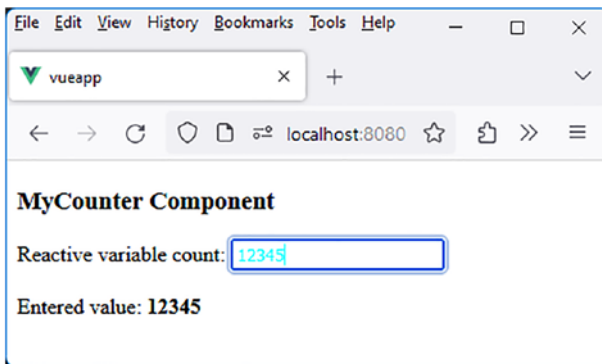 File Edit View History Bookmarks Tools Help
vueapp
localhost:8080
MyCounter Component
Reactive variable count: 12345
Entered value: 12345